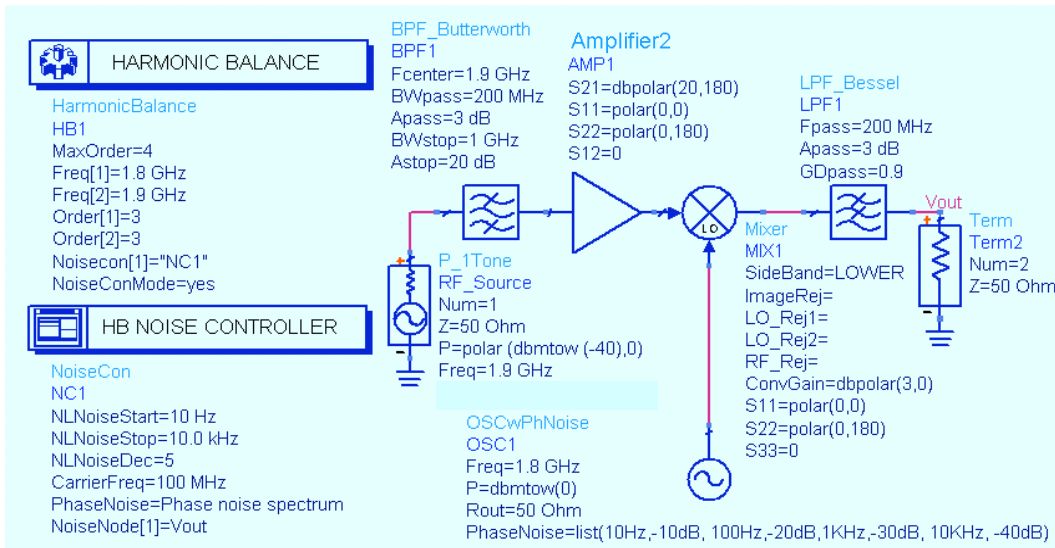 HARMONIC BALANCE
HarmonicBalance
HB1
MaxOrder=4
Freq[1]=1.8 GHz
Freq[2]=1.9 GHz
Order[1]=3
Order[2]=3
Noisecon[1]="NC1"
NoiseConMode=yes
HB NOISE CONTROLLER
NoiseCon
NC1
NLNoiseStart=10 Hz
NLNoiseStop=10.0 kHz
NLNoiseDec=5
CarrierFreq=100 MHz
PhaseNoise=Phase noise spectrum
NoiseNode[1]=Vout
BPF_Butterworth
BPF1
Fcenter=1.9 GHz
BWpass=200 MHz
Apass=3 dB
BWstop=1 GHz
Astop=20 dB
Amplifier2
AMP1
S21=dbpolar(20,180)
S11=polar(0,0)
S22=polar(0,180)
S12=0
LPF_Bessel
LPF1
Fpass=200 MHz
Apass=3 dB
GDpass=0.9
Vout
LO
+
-
P_1Tone
RF_Source
Num=1
Z=50 Ohm
P=polar (dbmtow (-40),0)
Freq=1.9 GHz
Mixer
MIX1
SideBand=LOWER
ImageRej=
LO_Rej1=
LO_Rej2=
RF_Rej=
ConvGain=dbpolar(3,0)
S11=polar(0,0)
S22=polar(0,180)
S33=0
+
-
Term
Term2
Num=2
Z=50 Ohm
OSCwPhNoise
OSC1
Freq=1.8 GHz
P=dbmtow(0)
Rout=50 Ohm
PhaseNoise=list(10Hz,-10dB, 100Hz,-20dB,1KHz,-30dB, 10KHz, -40dB)